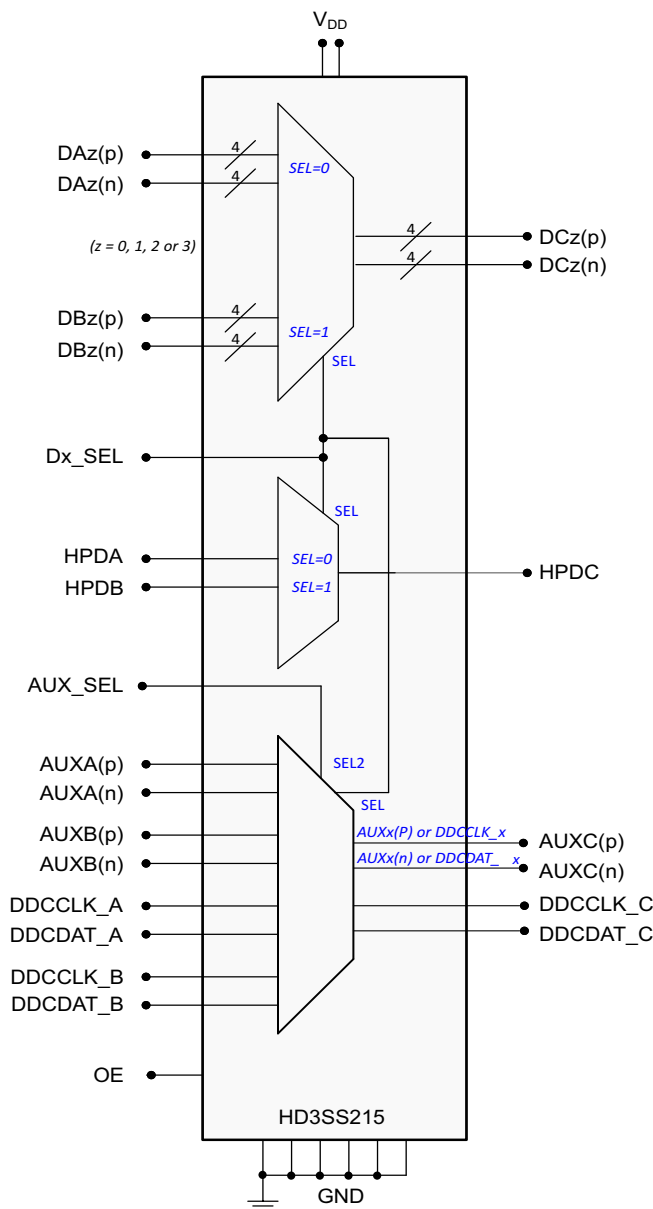 VDD
DAz(p)
4
DAz(n)
4
SEL=0
(z = 0, 1, 2 or 3)
4
DCz(p)
4
DCz(n)
DBz(p)
4
DBz(n)
4
SEL=1
SEL
Dx_SEL
SEL
HPDA
SEL=0
HPDB
SEL=1
HPDC
AUX_SEL
AUXA(p)
SEL2
AUXA(n)
SEL
AUXB(p)
AUXx(P) or DDCCLK_x
AUXC(p)
AUXB(n)
AUXx(n) or DDCDAT_ x
AUXC(n)
DDCCLK_A
DDCCLK_C
DDCDAT_A
DDCDAT_C
DDCCLK_B
DDCDAT_B
OE
HD3SS215
GND